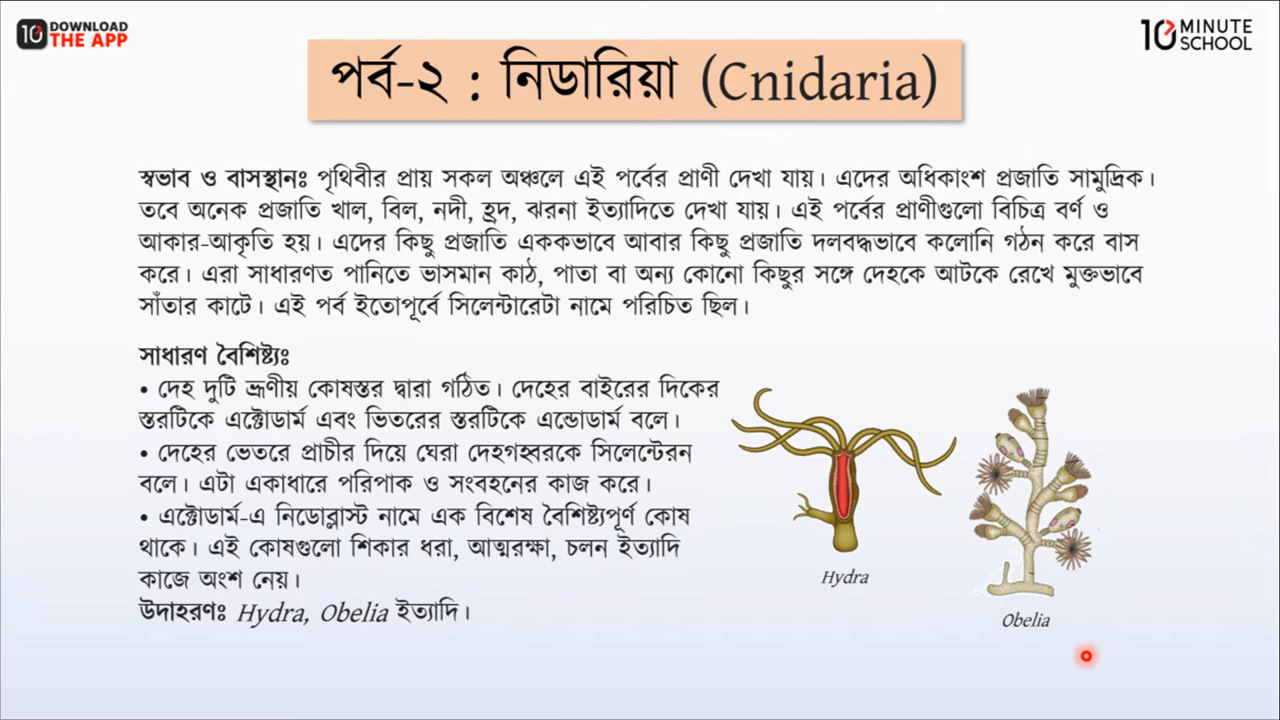 10 DOWNLOAD
THE APP
10 MINUTE
SCHOOL
পর্ব-২ : নিডারিয়া (Cnidaria)
স্বভাব ও বাসস্থানঃ পৃথিবীর প্রায় সকল অঞ্চলে এই পর্বের প্রাণী দেখা যায়। এদের অধিকাংশ প্রজাতি সামুদ্রিক।
তবে অনেক প্রজাতি খাল, বিল, নদী, হ্রদ, ঝরনা ইত্যাদিতে দেখা যায়। এই পর্বের প্রাণীগুলো বিচিত্র বর্ণ ও
আকার-আকৃতি হয়। এদের কিছু প্রজাতি এককভাবে আবার কিছু প্রজাতি দলবদ্ধভাবে কলোনি গঠন করে বাস
করে। এরা সাধারণত পানিতে ভাসমান কাঠ, পাতা বা অন্য কোনো কিছুর সঙ্গে দেহকে আটকে রেখে মুক্তভাবে
সাঁতার কাটে। এই পর্ব ইতোপূর্বে সিলেন্টারেটা নামে পরিচিত ছিল।
সাধারণ বৈশিষ্ট্যঃ
• দেহ দুটি ভ্রূণীয় কোষস্তর দ্বারা গঠিত। দেহের বাইরের দিকের
স্তরটিকে এক্টোডার্ম এবং ভিতরের স্তরটিকে এন্ডোডার্ম বলে।
• দেহের ভেতরে প্রাচীর দিয়ে ঘেরা দেহগহ্বরকে সিলেন্টেরন
বলে। এটা একাধারে পরিপাক ও সংবহনের কাজ করে।
• এক্টোডার্ম-এ নিডোব্লাস্ট নামে এক বিশেষ বৈশিষ্ট্যপূর্ণ কোষ
থাকে। এই কোষগুলো শিকার ধরা, আত্মরক্ষা, চলন ইত্যাদি
কাজে অংশ নেয়।
উদাহরণঃ Hydra, Obelia ইত্যাদি।
Hydra
Obelia